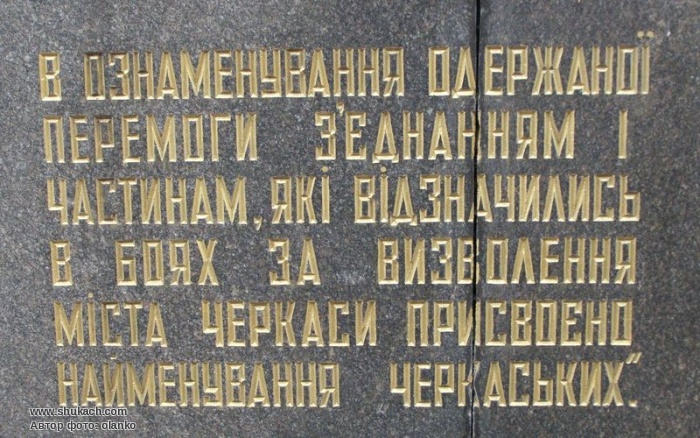 В ОЗНАМЕНУВАННЯ ОДЕРЖАНОЇ
ПЕРЕМОГИ З'ЄДНАННЯМ І
ЧАСТИНАМ, ЯКІ ВІДЗНАЧИЛИСЬ
В БОЯХ ЗА ВИЗВОЛЕННЯ
МІСТА ЧЕРКАСИ ПРИСВОЄНО
НАЙМЕНУВАННЯ ЧЕРКАСЬКИХ."
www.shukach.com
Автор фото: olanko